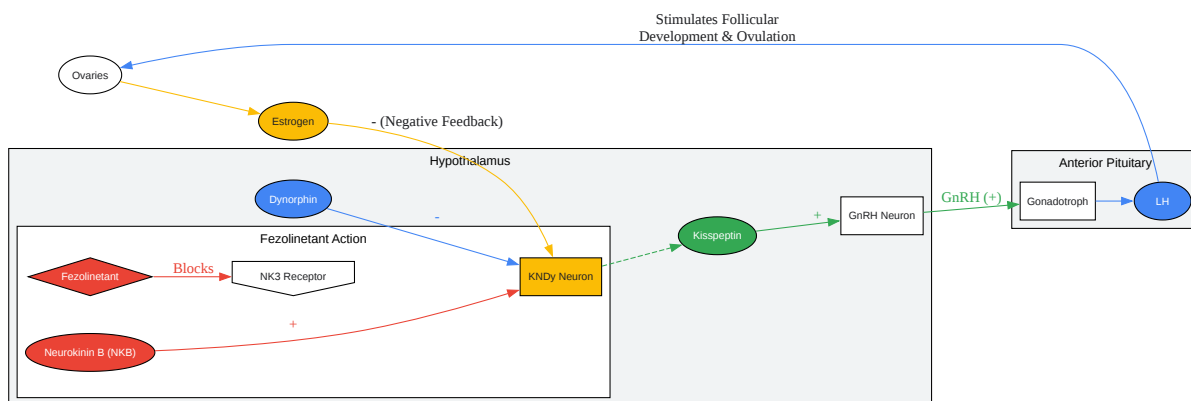 Stimulates Follicular
Development & Ovulation
Ovaries
Estrogen
- (Negative Feedback)
Hypothalamus
Anterior Pituitary
Dynorphin
-
GnRH (+)
GnRH Neuron
Gonadotroph
LH
+
Kisspeptin
Fezolinetant Action
Fezolinetant
Blocks
NK3 Receptor
KNDy Neuron
+
Neurokinin B (NKB)